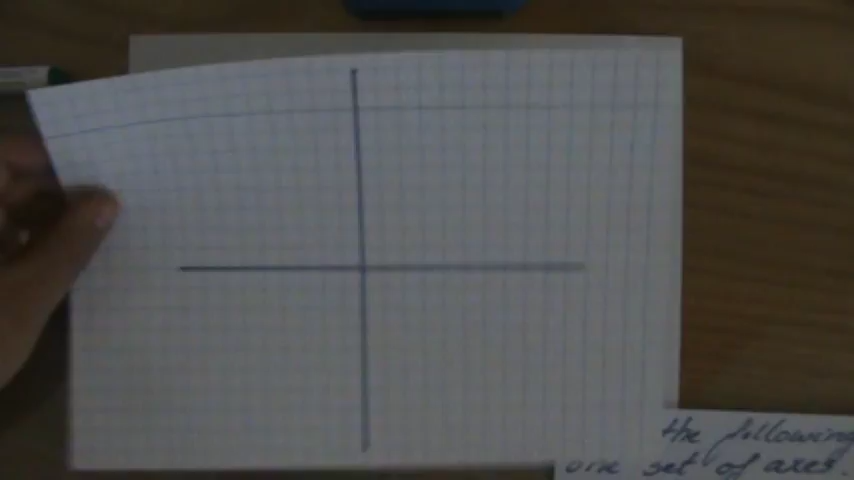 the following
one set of axes.